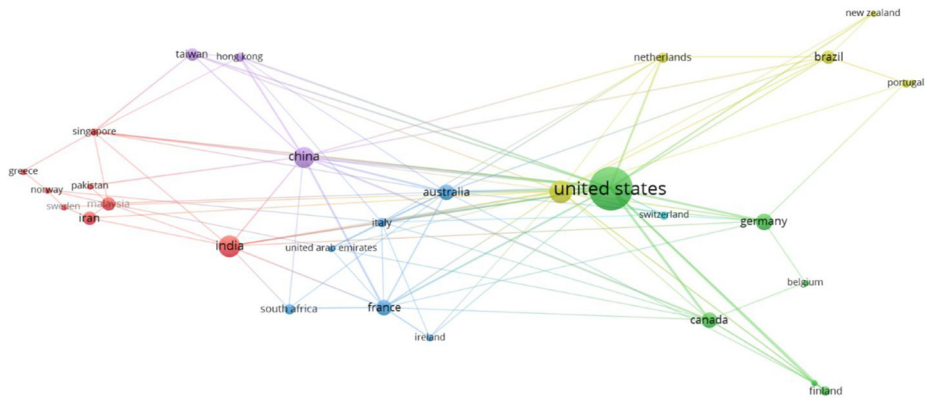 new zealand
taiwan
hong kong
netherlands
brazil
portugal
singapore
china
greece
pakistan
norway
australia
united states
malaysia
sweden
iran
italy
switzerland
germany
india
united arab emirates
belgium
south africa
france
canada
ireland
finland